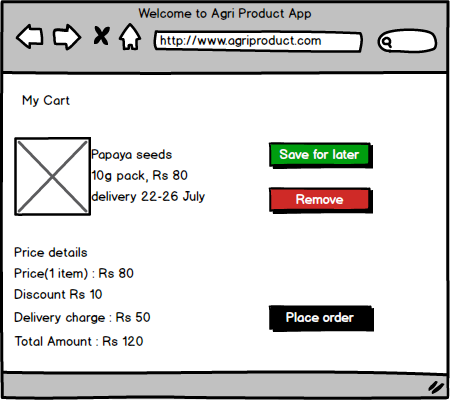 Welcome to Agri Product App
http://www.agriproduct.com
My Cart
Papaya seeds
10g pack, Rs 80
delivery 22-26 July
Save for later
Remove
Price details
Price(1 item) : Rs 80
Discount Rs 10
Delivery charge : Rs 50
Total Amount : Rs 120
Place order